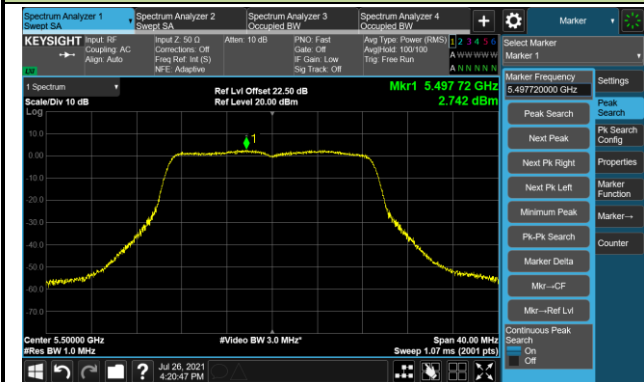 Spectrum Analyzer 1
Swept SA
Spectrum Analyzer 2
Swept SA
Spectrum Analyzer 3
Occupied BW
Spectrum Analyzer 4
Occupied BW
+
Marker
KEYSIGHT
Input: RF
Coupling: AC
Align: Auto
Input Z: 50 Ω
Corrections: Off
Freq Ref: Int (S)
NFE: Adaptive
Atten: 10 dB
PNO: Fast
Gate: Off
IF Gain: Low
Sig Track: Off
Avg Type: Power (RMS)
Avg|Hold: 100/100
Trig: Free Run
1 2 3 4 5 6
A W W W W W
A N N N N N
LXI
Select Marker
Marker 1
1 Spectrum
Scale/Div 10 dB
Log
Ref Lvl Offset 22.50 dB
Ref Level 20.00 dBm
Mkr1 5.497 72 GHz
2.742 dBm
1
10.0
0.00
-10.0
-20.0
-30.0
-40.0
-50.0
-60.0
-70.0
Center 5.50000 GHz
#Res BW 1.0 MHz
#Video BW 3.0 MHz*
Span 40.00 MHz
Sweep 1.07 ms (2001 pts)
Marker Frequency
5.497720000 GHz
Peak Search
Next Peak
Next Pk Right
Next Pk Left
Minimum Peak
Pk-Pk Search
Marker Delta
Mkr→CF
Mkr→Ref Lvl
Continuous Peak
Search
On
Off
Settings
Peak
Search
Pk Search
Config
Properties
Marker
Function
Marker→
Counter
?
Jul 26, 2021
4:20:47 PM